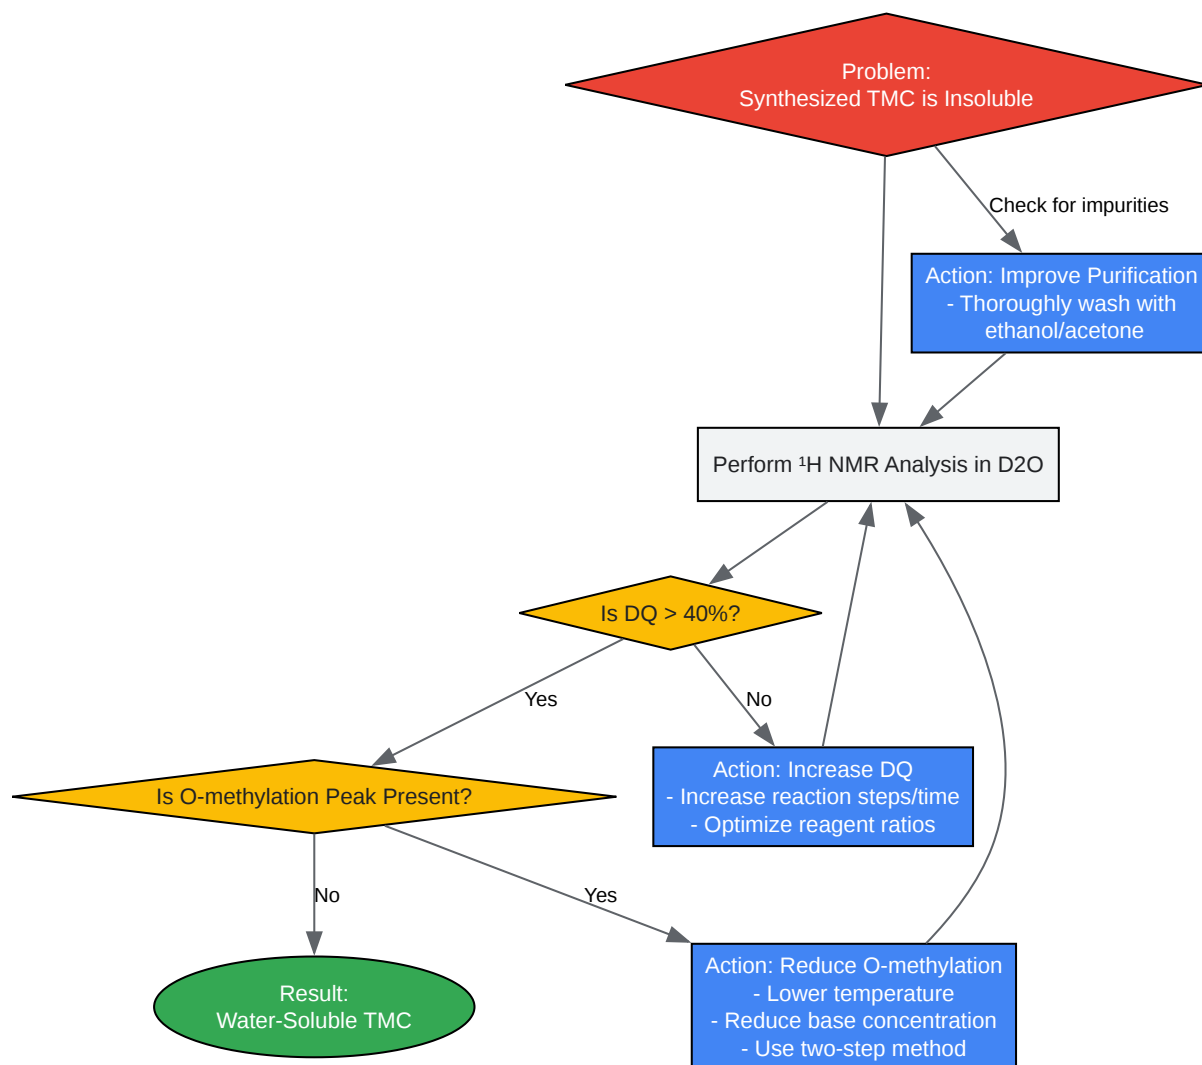 Problem:
Synthesized TMC is Insoluble
Check for impurities
Action: Improve Purification
- Thoroughly wash with
ethanol/acetone
Perform ¹H NMR Analysis in D2O
Is DQ > 40%?
Yes
No
Action: Increase DQ
- Increase reaction steps/time
- Optimize reagent ratios
Is O-methylation Peak Present?
No
Yes
Result:
Water-Soluble TMC
Action: Reduce O-methylation
- Lower temperature
- Reduce base concentration
- Use two-step method